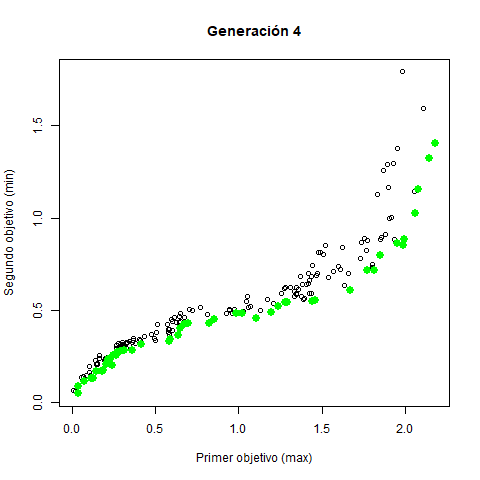 Generación 4
Segundo objetivo (min)
1.5
1.0
0.5
0.0
0.0 0.5 1.0 1.5 2.0
Primer objetivo (max)